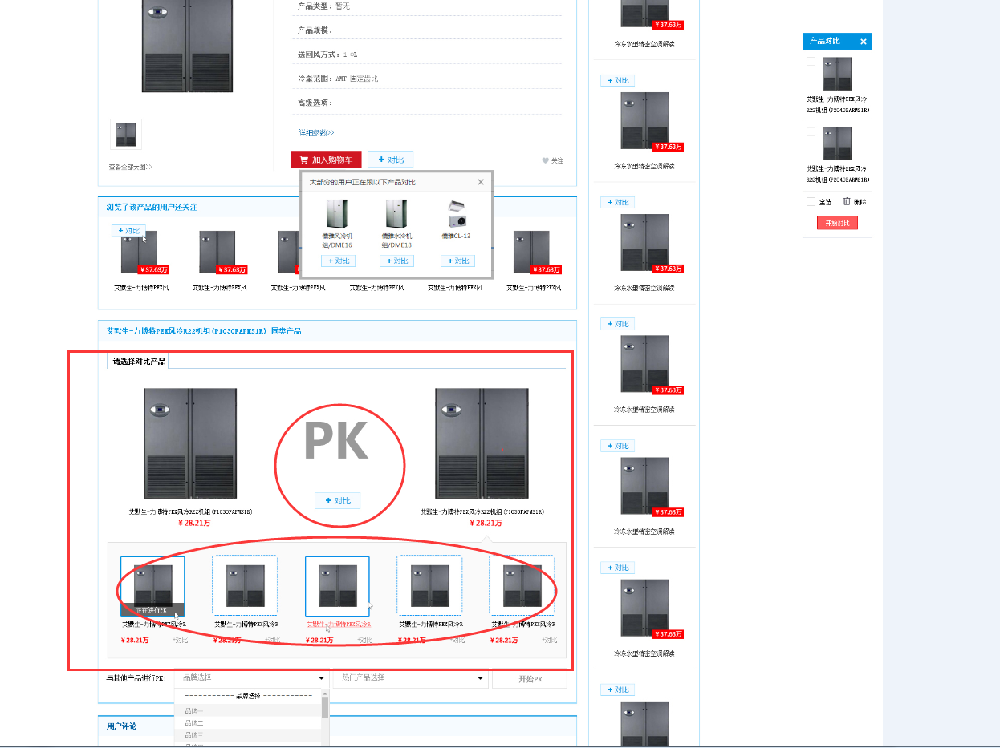 产品类型：暂无
产品规模：
送回风方式：1.0L
冷量范围：AMT 固定齿比
高级选项：
详细参数>>
查看全部大图>>
加入购物车
+ 对比
关注
大部分的用户正在跟以下产品对比
佳力图风冷机
组/DME16
+ 对比
佳力图水冷机
组/DME18
+ 对比
CL-13
+ 对比
浏览了该产品的用户还关注
+ 对比
¥37.63万
艾默生-力博特PEX风
¥37.63万
艾默生-力博特PEX风
艾默生-力博特PEX风
艾默生-力博特PEX风
艾默生-力博特PEX风
¥37.63万
艾默生-力博特PEX风
艾默生-力博特PEX风冷R22机组(P1030FAPMS1R) 同类产品
请选择对比产品
PK
+ 对比
艾默生-力博特PEX风冷R22机组(P1030FAPMS1R)
¥28.21万
艾默生-力博特PEX风冷R22机组(P1030FAPMS1R)
¥28.21万
正在进行PK
艾默生-力博特PEX风冷R
¥28.21万
+对比
艾默生-力博特PEX风冷R
¥28.21万
+对比
艾默生-力博特PEX风冷R
¥28.21万
+对比
艾默生-力博特PEX风冷R
¥28.21万
+对比
艾默生-力博特PEX风冷R
¥28.21万
+对比
与其他产品进行PK:
品牌选择
热门产品选择
开始PK
=========== 品牌选择 ===========
品牌一
品牌二
品牌三
用户评论
¥37.63万
冷冻水型精密空调解读
+ 对比
¥37.63万
冷冻水型精密空调解读
+ 对比
¥37.63万
冷冻水型精密空调解读
+ 对比
¥37.63万
冷冻水型精密空调解读
+ 对比
¥37.63万
冷冻水型精密空调解读
+ 对比
¥37.63万
冷冻水型精密空调解读
+ 对比
产品对比
艾默生-力博特PEX风冷
R22机组(P2040PARMS1R)
艾默生-力博特PEX风冷
R22机组(P2040PARMS1R)
全选
删除
开始对比